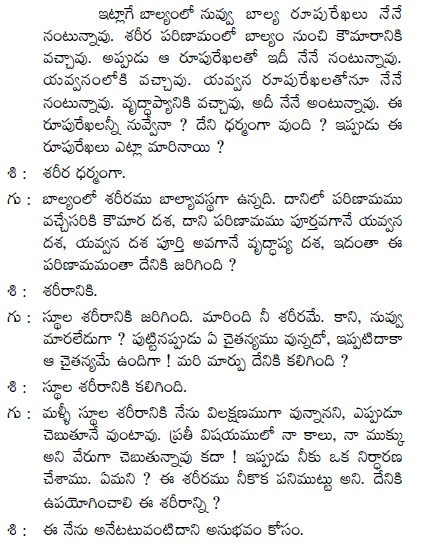 ఇట్లాగే బాల్యంలో నువ్వు బాల్య రూపురేఖలు నేనే
నంటున్నావు. శరీర పరిణామంలో బాల్యం నుంచి కౌమారానికి
వచ్చావు. అప్పుడు ఆ రూపురేఖలతో ఇదీ నేనే నంటున్నావు.
యవ్వనంలోకి వచ్చావు. యవ్వన రూపురేఖలతోనూ నేనే
నంటున్నావు. వృద్ధాప్యానికి వచ్చావు, అదీ నేనే అంటున్నావు. ఈ
రూపురేఖలన్నీ నువ్వేనా ? దేని ధర్మంగా వుంది ? ఇప్పుడు ఈ
రూపురేఖలు ఎట్లా మారినాయి ?
శి : శరీర ధర్మంగా.
గు : బాల్యంలో శరీరము బాల్యావస్థగా ఉన్నది. దానిలో పరిణామము
వచ్చేసరికి కౌమార దశ, దాని పరిణామము పూర్తవగానే యవ్వన
దశ, యవ్వన దశ పూర్తి అవగానే వృద్ధాప్య దశ, ఇదంతా ఈ
పరిణామమంతా దేనికి జరిగింది ?
శి : శరీరానికి.
గు : స్థూల శరీరానికి జరిగింది. మారింది నీ శరీరమే. కాని, నువ్వు
మారలేదుగా ? పుట్టినప్పుడు ఏ చైతన్యము వున్నదో, ఇప్పటిదాకా
ఆ చైతన్యమే ఉందిగా ! మరి మార్పు దేనికి కలిగింది ?
శి : స్థూల శరీరానికి కలిగింది.
గు : మళ్ళీ స్థూల శరీరానికి నేను విలక్షణముగా వున్నానని, ఎప్పుడూ
చెబుతూనే వుంటావు. ప్రతీ విషయములో నా కాలు, నా ముక్కు
అని వేరుగా చెబుతున్నావు కదా ! ఇప్పుడు నీకు ఒక నిర్ధారణ
చేశాము. ఏమని ? ఈ శరీరము నీకొక పనిముట్టు అని. దేనికి
ఉపయోగించాలి ఈ శరీరాన్ని ?
శి : ఈ నేను అనేటటువంటిదాని అనుభవం కోసం.